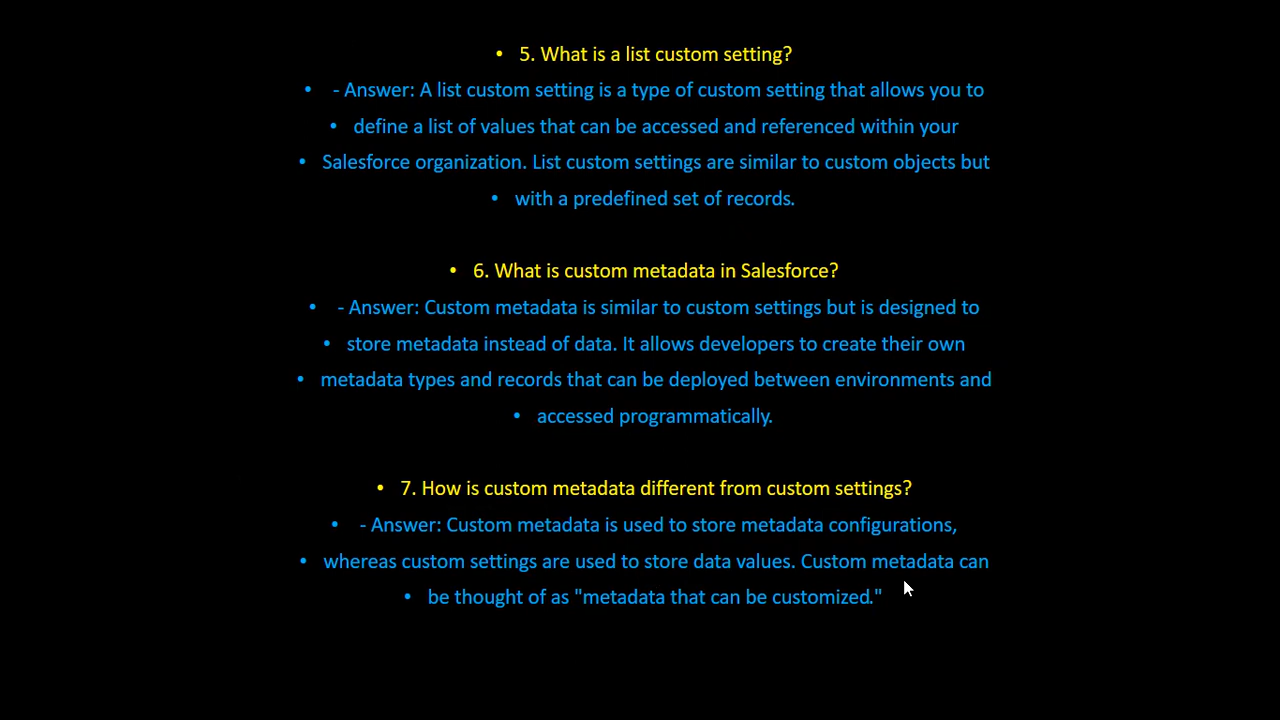 • 5. What is a list custom setting?
• - Answer: A list custom setting is a type of custom setting that allows you to
• define a list of values that can be accessed and referenced within your
• Salesforce organization. List custom settings are similar to custom objects but
• with a predefined set of records.
• 6. What is custom metadata in Salesforce?
• - Answer: Custom metadata is similar to custom settings but is designed to
• store metadata instead of data. It allows developers to create their own
• metadata types and records that can be deployed between environments and
• accessed programmatically.
• 7. How is custom metadata different from custom settings?
• - Answer: Custom metadata is used to store metadata configurations,
• whereas custom settings are used to store data values. Custom metadata can
• be thought of as "metadata that can be customized."